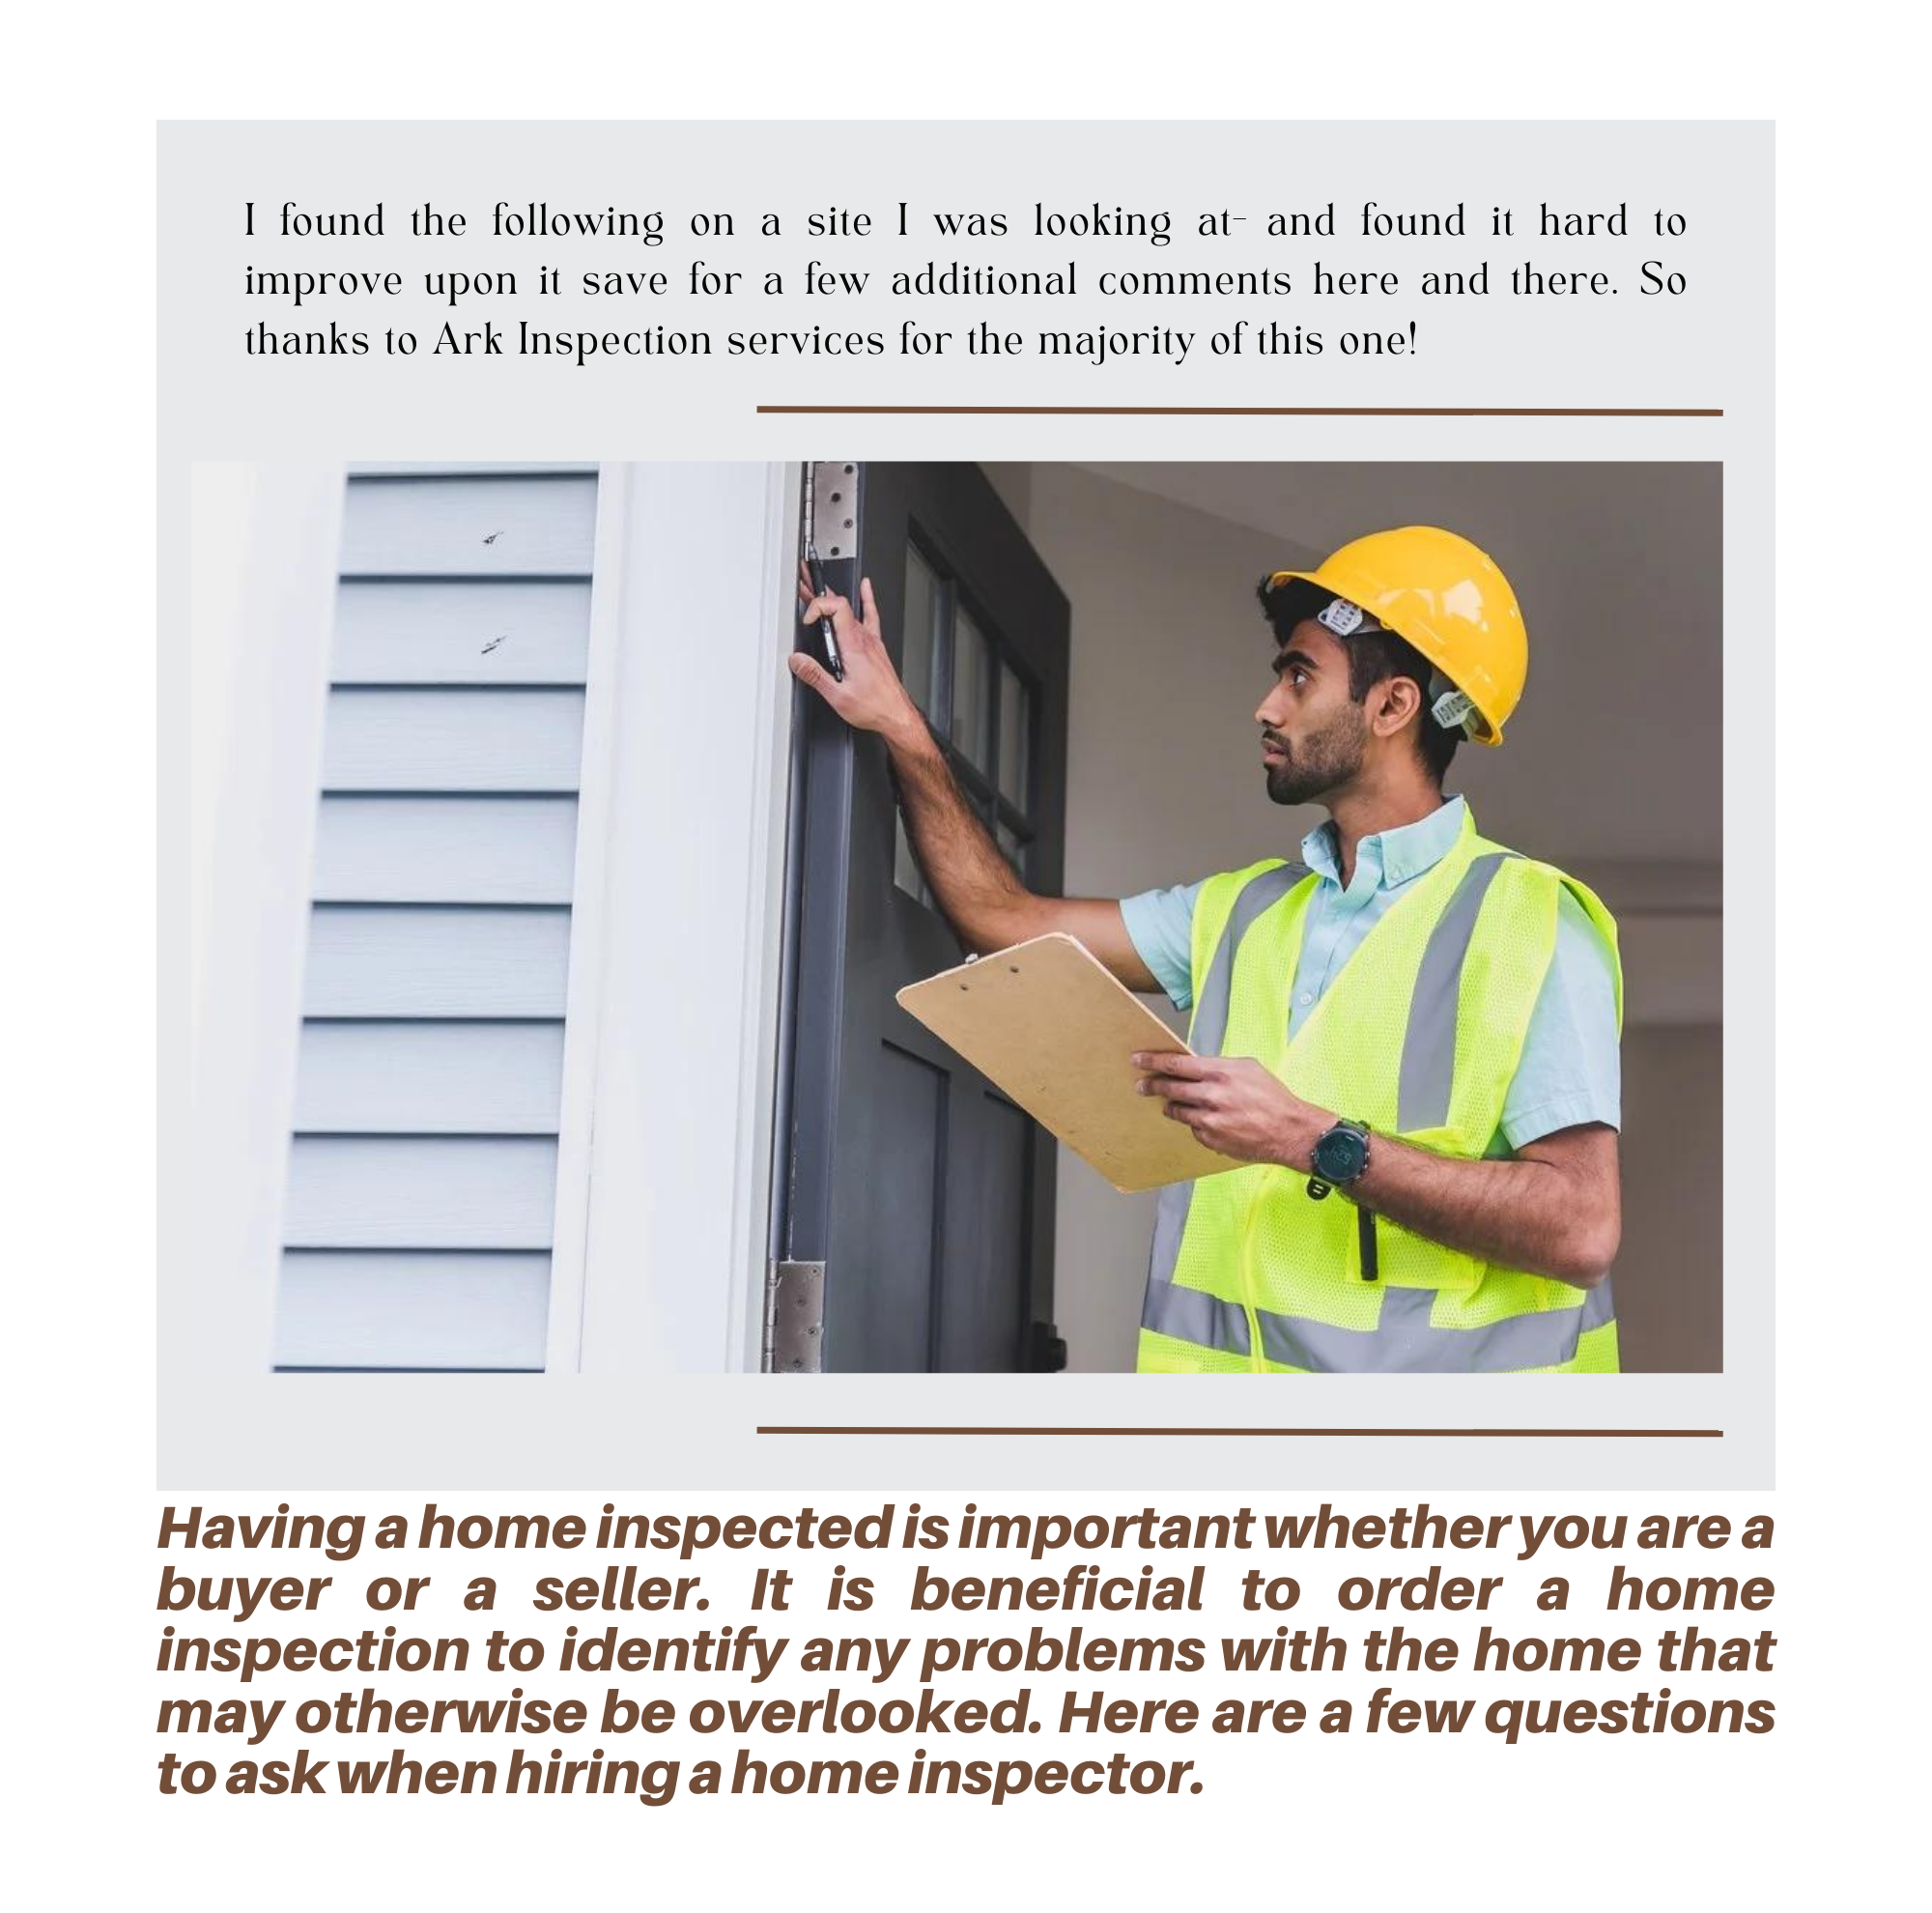 I found the following on a site I was looking at- and found it hard to
improve upon it save for a few additional comments here and there. So
thanks to Ark Inspection services for the majority of this one!
Having a home inspected is important whether you are a
buyer or a seller. It is beneficial to order a home
inspection to identify any problems with the home that
may otherwise be overlooked. Here are a few questions
to ask when hiring a home inspector.